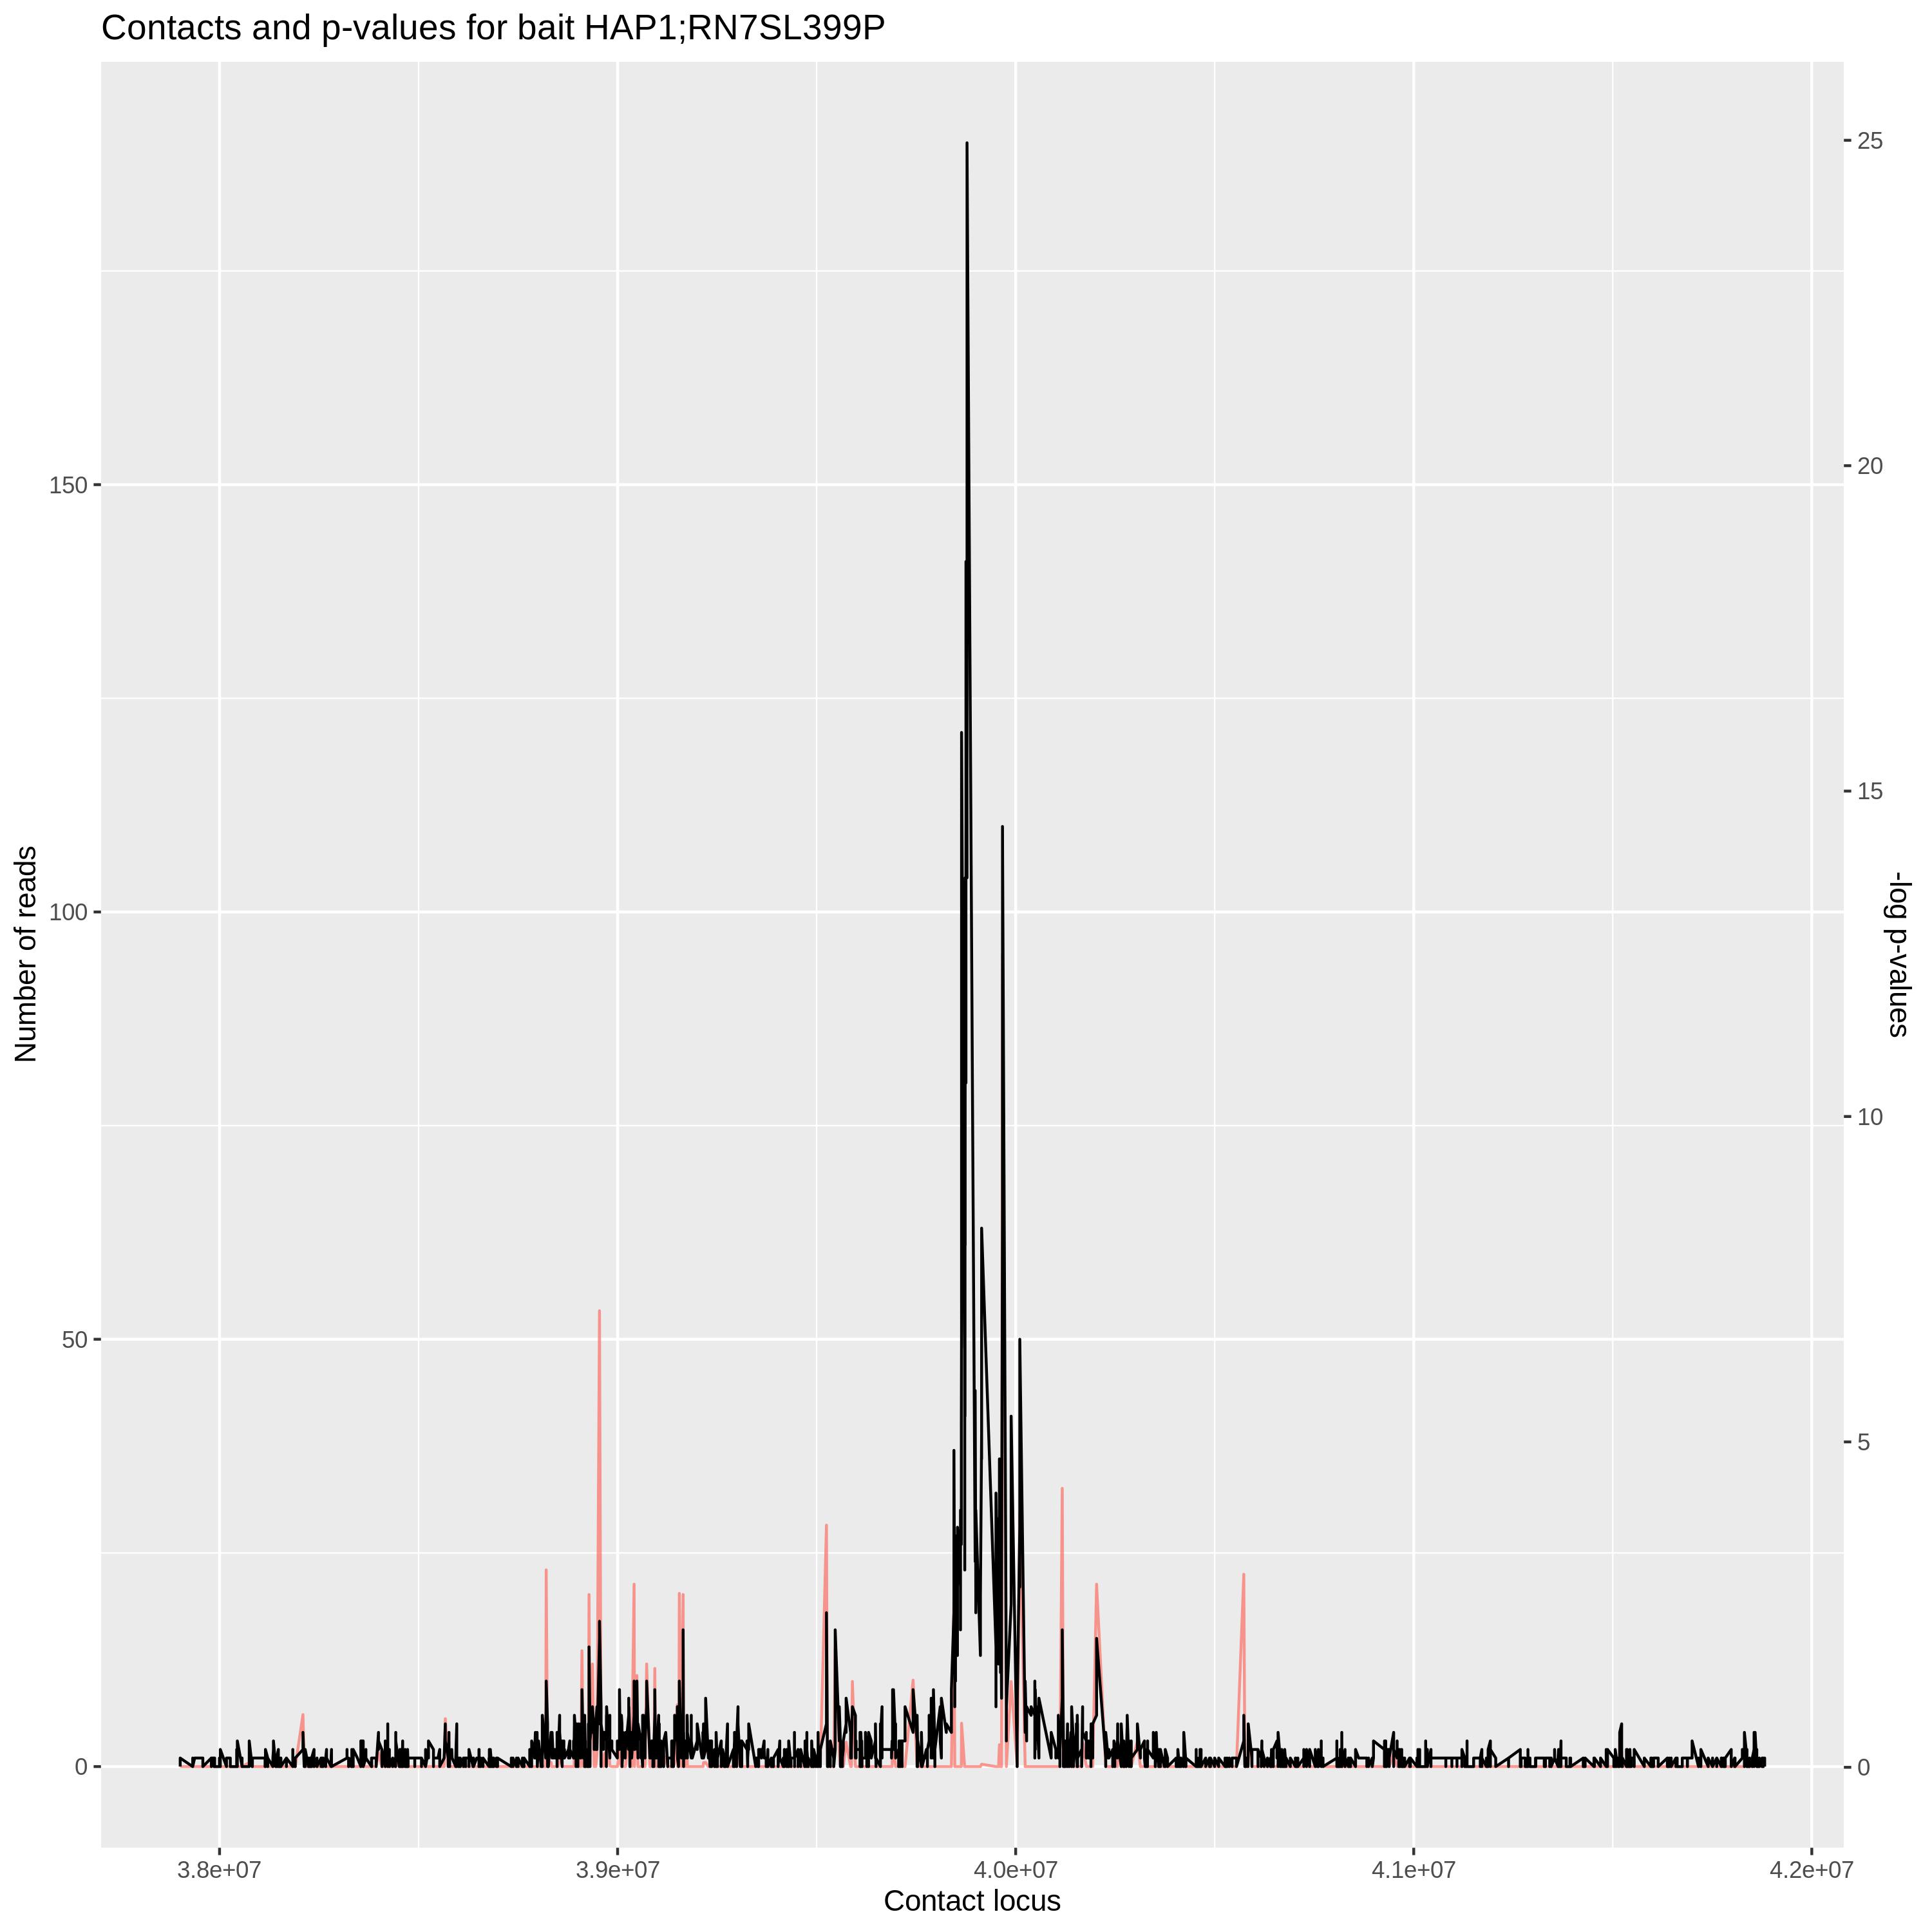 Contacts and p-values for bait HAP1;RN7SL399P
25
150
20
15
100
Number of reads
-log p-values
10
50
5
0
0
3.8e+07
3.9e+07
4.0e+07
4.1e+07
4.2e+07
Contact locus